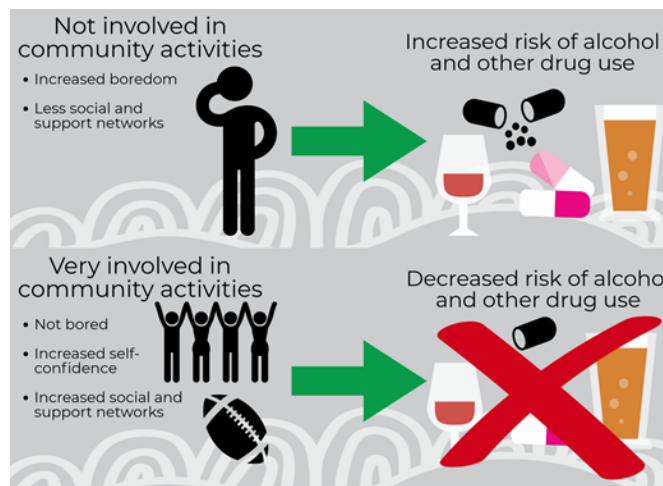 Not involved in
community activities
• Increased boredom
• Less social and
support networks
Increased risk of alcohol
and other drug use
Very involved in
community activities
• Not bored
• Increased self-
confidence
• Increased social and
support networks
Decreased risk of alcohol
and other drug use